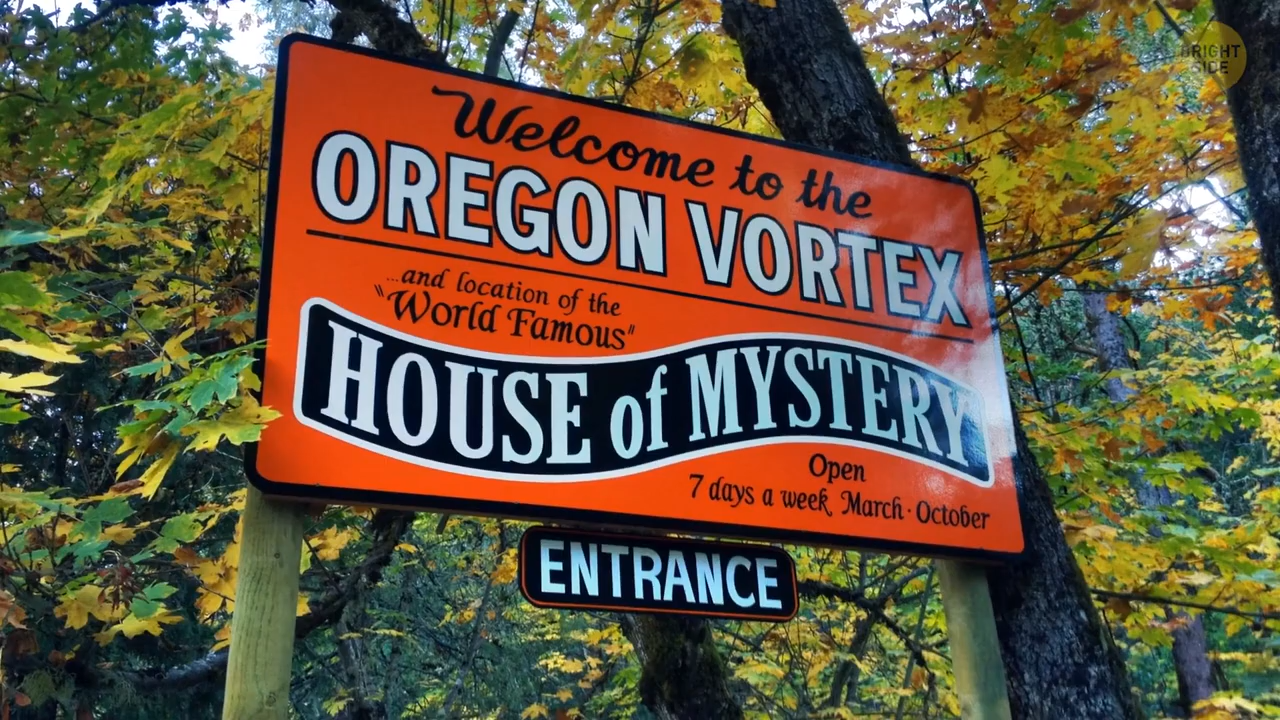 BRIGHT
SIDE
Welcome to the
OREGON VORTEX
...and location of the
"World Famous"
HOUSE of MYSTERY
Open
7 days a week March · October
ENTRANCE